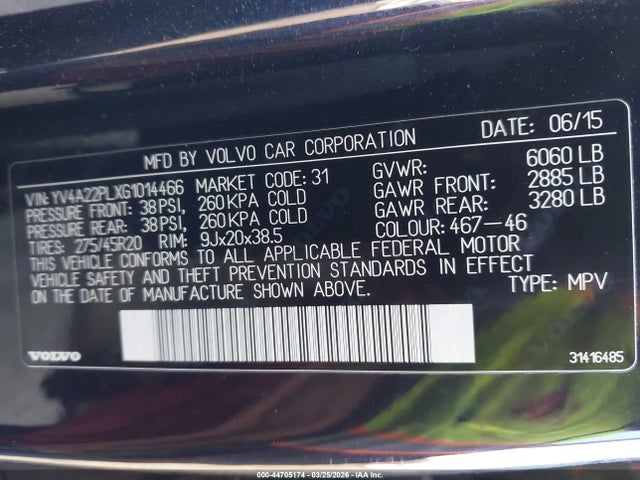 MFD BY VOLVO CAR CORPORATION DATE: 06/15
VIN: YV4A22PLXG1014466 MARKET CODE: 31 GVWR: 6060 LB
PRESSURE FRONT: 38PSI, 260KPA COLD GAWR FRONT: 2885 LB
PRESSURE REAR: 38PSI, 260KPA COLD GAWR REAR: 3280 LB
TIRES: 275/45R20 RIM: 9Jx20x38.5 COLOUR: 467-46
THIS VEHICLE CONFORMS TO ALL APPLICABLE FEDERAL MOTOR
VEHICLE SAFETY AND THEFT PREVENTION STANDARDS IN EFFECT
ON THE DATE OF MANUFACTURE SHOWN ABOVE. TYPE: MPV
VOLVO 31416485
000-44705174 - 03/25/2026 - IAAI, Inc.